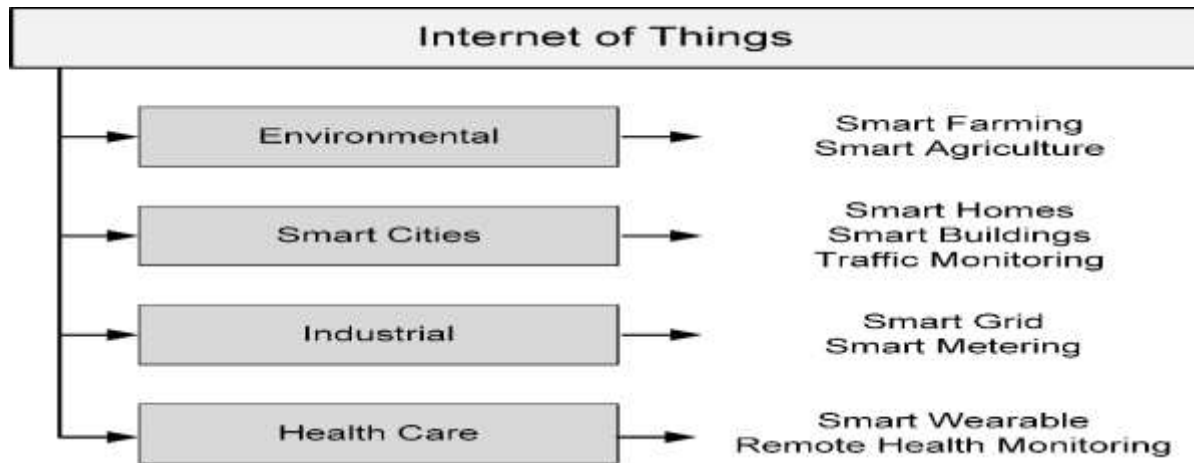 Internet of Things
Environmental
Smart Farming
Smart Agriculture
Smart Cities
Smart Homes
Smart Buildings
Traffic Monitoring
Industrial
Smart Grid
Smart Metering
Health Care
Smart Wearable
Remote Health Monitoring